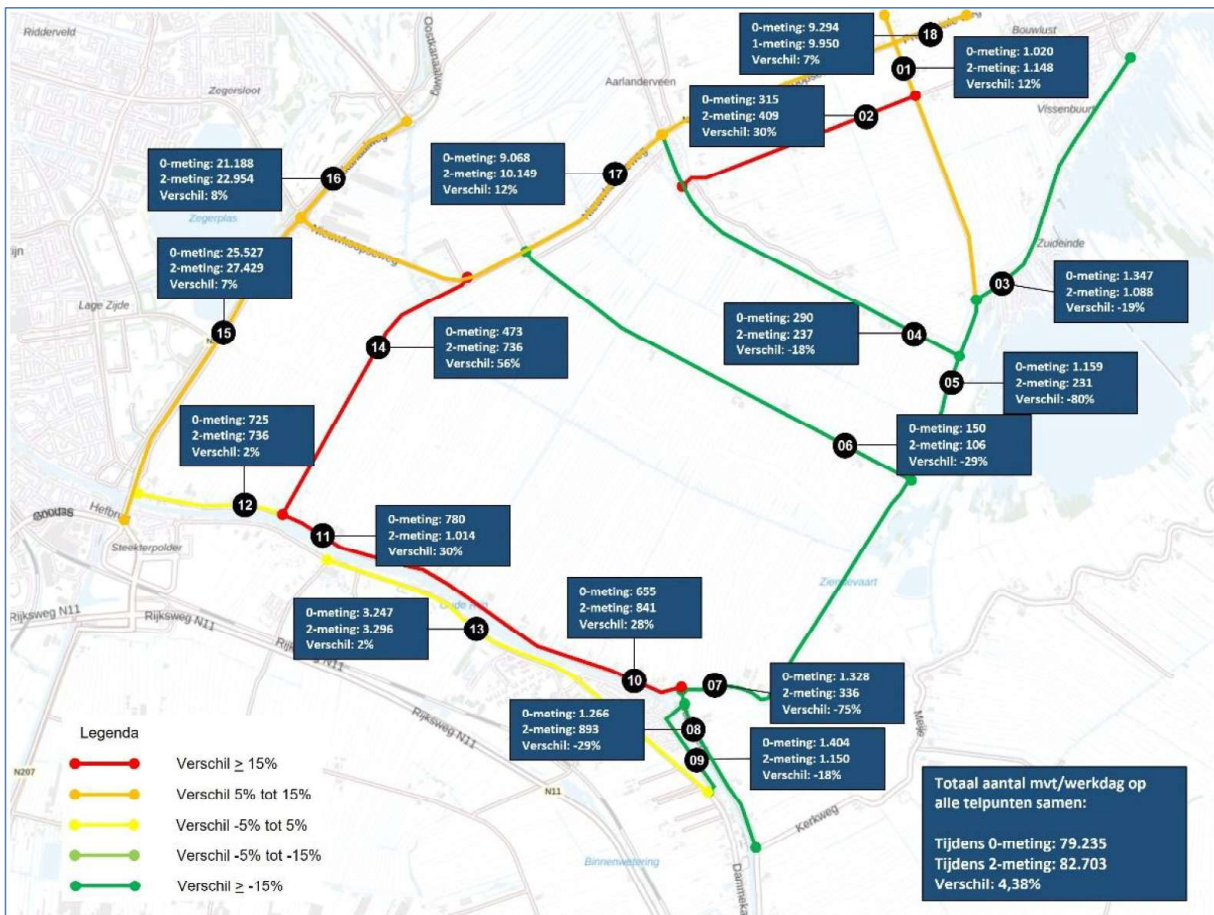 Ridderveld
Oostkanaalweg
0-meting: 9.294
1-meting: 9.950
Verschil: 7%
18
Bouwlust
01
0-meting: 1.020
2-meting: 1.148
Verschil: 12%
Zegersloot
Aarlanderveen
0-meting: 315
2-meting: 409
Verschil: 30%
02
Vissenbuurt
0-meting: 21.188
2-meting: 22.954
Verschil: 8%
16
0-meting: 9.068
2-meting: 10.149
Verschil: 12%
17
Zegerplas
Nieuwkoopseweg
Zuideinde
0-meting: 25.527
2-meting: 27.429
Verschil: 7%
Lage Zijde
15
0-meting: 1.347
2-meting: 1.088
Verschil: -19%
03
0-meting: 290
2-meting: 237
Verschil: -18%
04
14
0-meting: 473
2-meting: 736
Verschil: 56%
05
0-meting: 1.159
2-meting: 231
Verschil: -80%
0-meting: 725
2-meting: 736
Verschil: 2%
06
0-meting: 150
2-meting: 106
Verschil: -29%
12
Steekterpolder
11
0-meting: 780
2-meting: 1.014
Verschil: 30%
Ziendevaart
0-meting: 655
2-meting: 841
Verschil: 28%
Rijksweg N11
Rijksweg N11
0-meting: 3.247
2-meting: 3.296
Verschil: 2%
13
10
07
0-meting: 1.328
2-meting: 336
Verschil: -75%
Rijksweg N11
Meije
0-meting: 1.266
2-meting: 893
Verschil: -29%
08
09
0-meting: 1.404
2-meting: 1.150
Verschil: -18%
Legenda
Verschil ≥ 15%
Verschil 5% tot 15%
Verschil -5% tot 5%
Verschil -5% tot -15%
Verschil ≥ -15%
N207
N11
Binnenwetering
Kerkweg
Totaal aantal mvt/werkdag op
alle telpunten samen:
Tijdens 0-meting: 79.235
Tijdens 2-meting: 82.703
Verschil: 4,38%